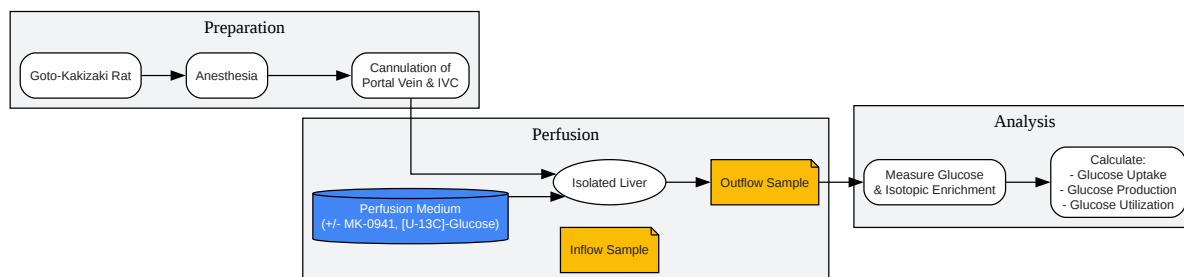 Preparation
Goto-Kakizaki Rat
Anesthesia
Cannulation of
Portal Vein & IVC
Perfusion
Perfusion Medium
(+/- MK-0941, [U-13C]-Glucose)
Isolated Liver
Outflow Sample
Inflow Sample
Analysis
Measure Glucose
& Isotopic Enrichment
Calculate:
- Glucose Uptake
- Glucose Production
- Glucose Utilization